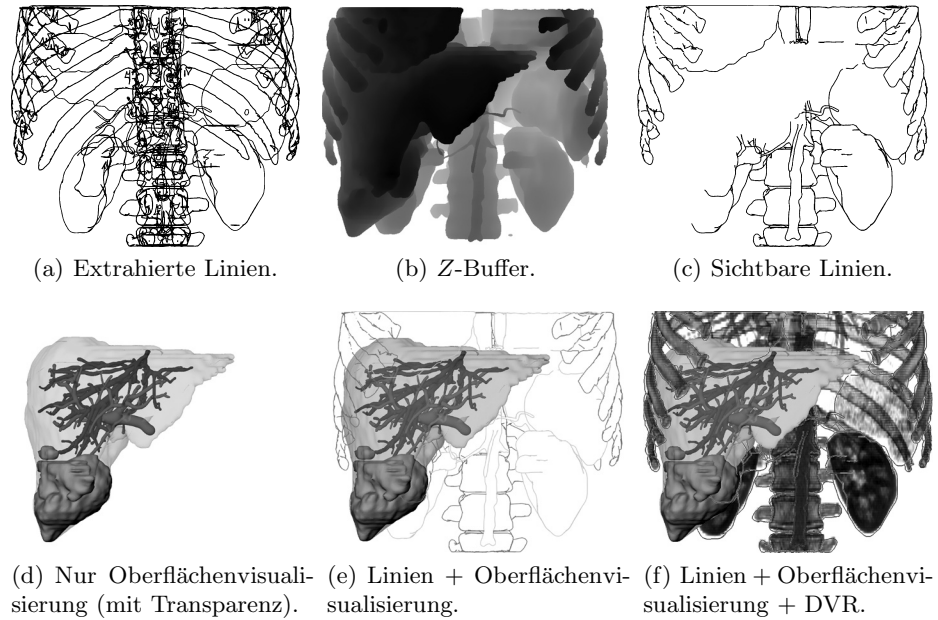 (a) Extrahierte Linien.
(b) Z-Buffer.
(c) Sichtbare Linien.
(d) Nur Oberflächenvisuali-
sierung (mit Transparenz).
(e) Linien + Oberflächenvi-
sualisierung.
(f) Linien + Oberflächenvi-
sualisierung + DVR.